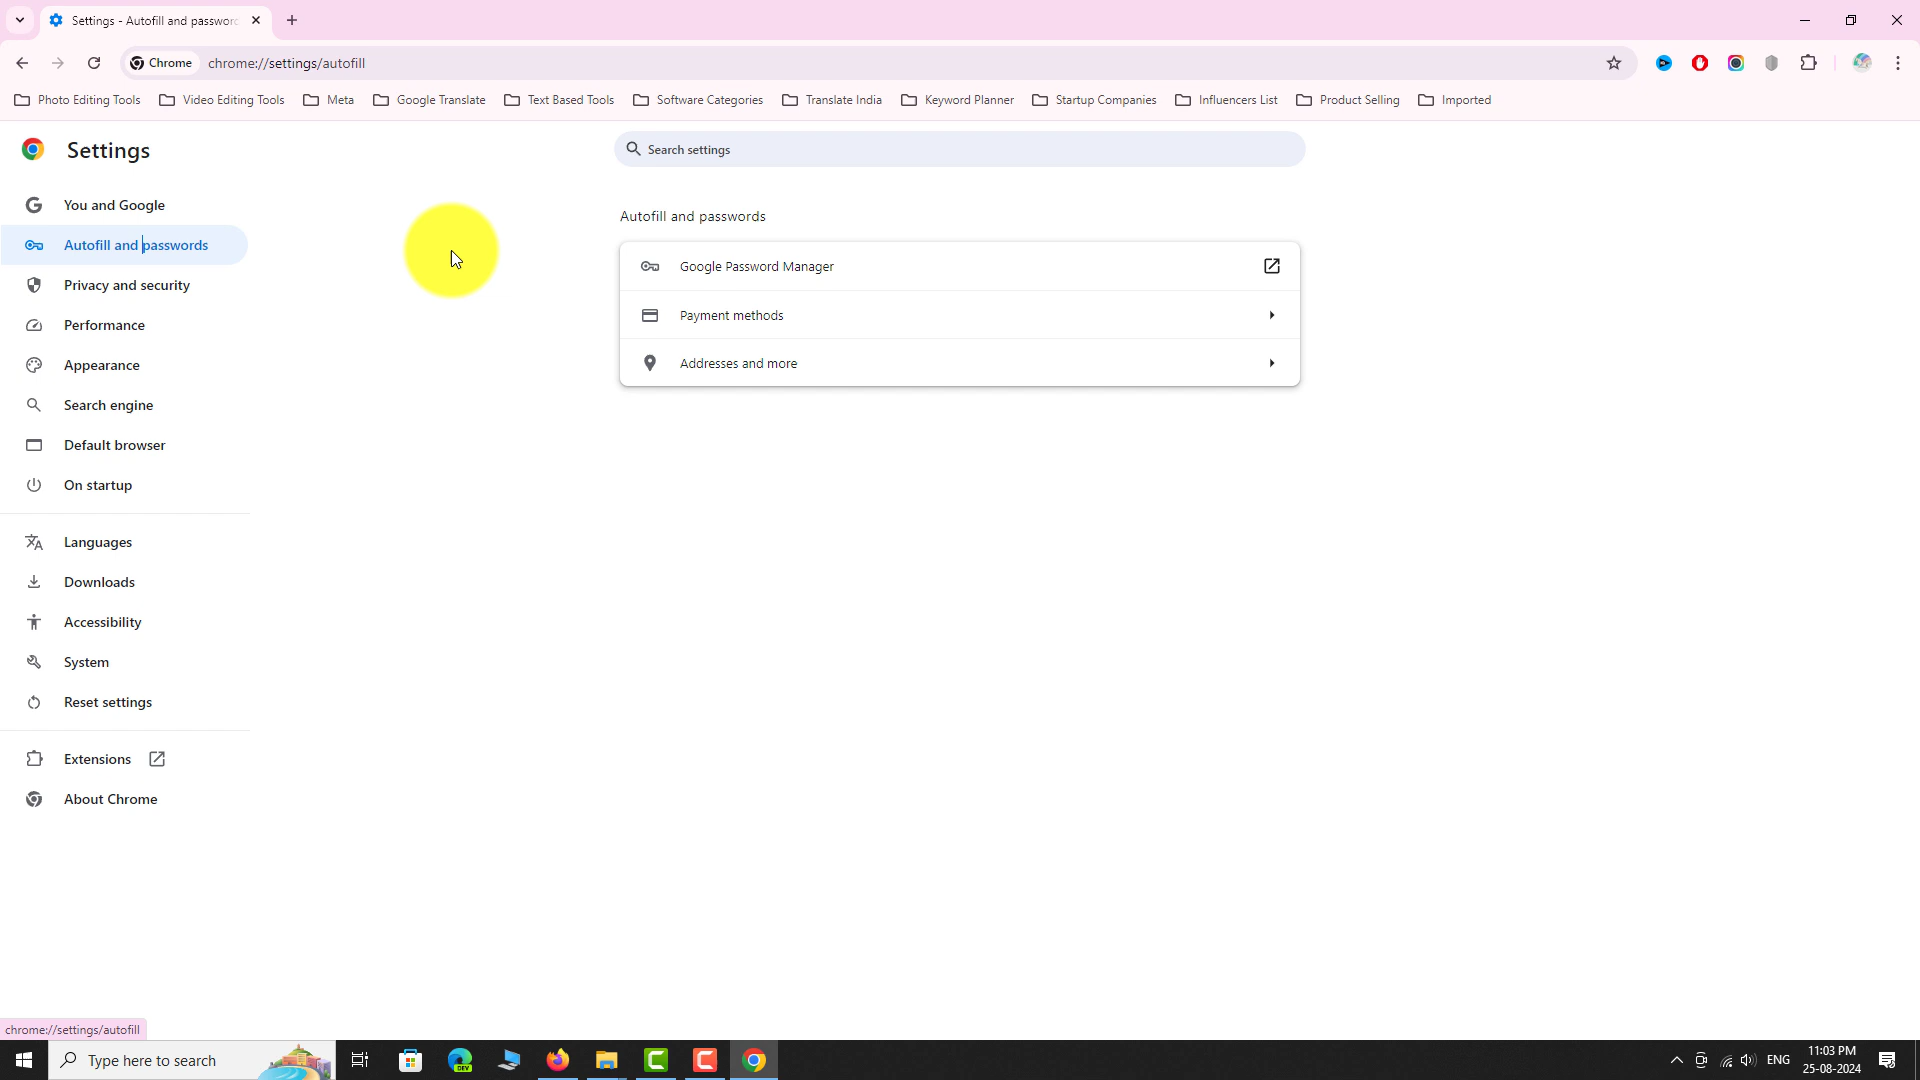 Settings - Autofill and password
Chrome
chrome://settings/autofill
Photo Editing Tools
Video Editing Tools
Meta
Google Translate
Text Based Tools
Software Categories
Translate India
Keyword Planner
Startup Companies
Influencers List
Product Selling
Imported
Settings
Search settings
You and Google
Autofill and passwords
Privacy and security
Performance
Appearance
Search engine
Default browser
On startup
Languages
Downloads
Accessibility
System
Reset settings
Extensions
About Chrome
Autofill and passwords
Google Password Manager
Payment methods
Addresses and more
chrome://settings/autofill
Type here to search
DEV
ENG
11:03 PM
25-08-2024